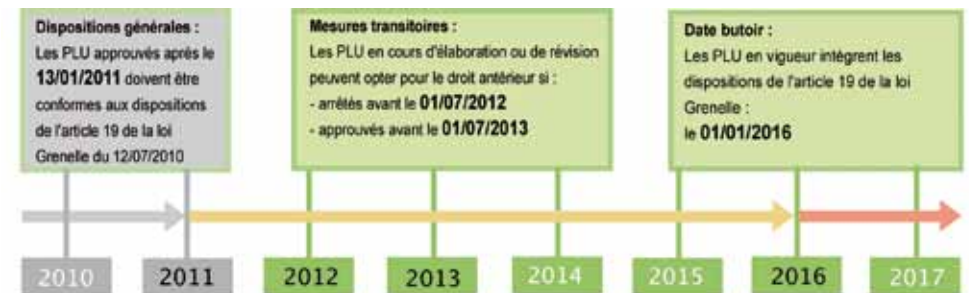 Dispositions générales :
Les PLU approuvés après le
13/01/2011 doivent être
conformes aux dispositions
de l'article 19 de la loi
Grenelle du 12/07/2010
Mesures transitoires :
Les PLU en cours d'élaboration ou de révision
peuvent opter pour le droit antérieur si :
- arrêtés avant le 01/07/2012
- approuvés avant le 01/07/2013
Date butoir :
Les PLU en vigueur intègrent les
dispositions de l'article 19 de la loi
Grenelle :
le 01/01/2016
2010 2011 2012 2013 2014 2015 2016 2017